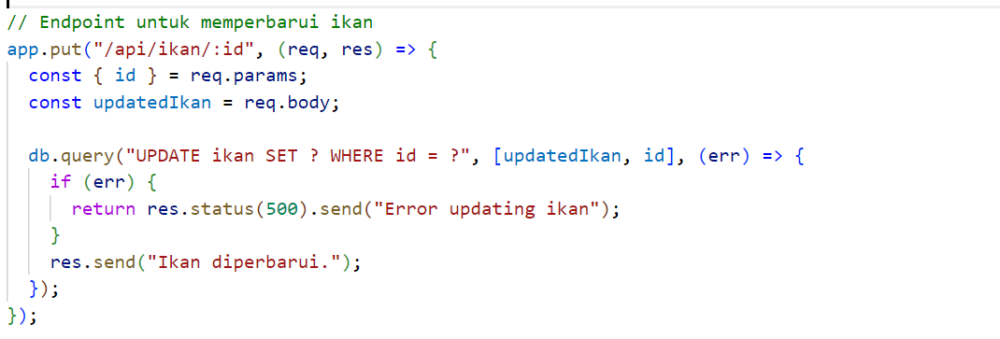 // Endpoint untuk memperbarui ikan
app.put("/api/ikan/:id", (req, res) => {
  const { id } = req.params;
  const updatedIkan = req.body;

  db.query("UPDATE ikan SET ? WHERE id = ?", [updatedIkan, id], (err) => {
    if (err) {
      return res.status(500).send("Error updating ikan");
    }
    res.send("Ikan diperbarui.");
  });
});